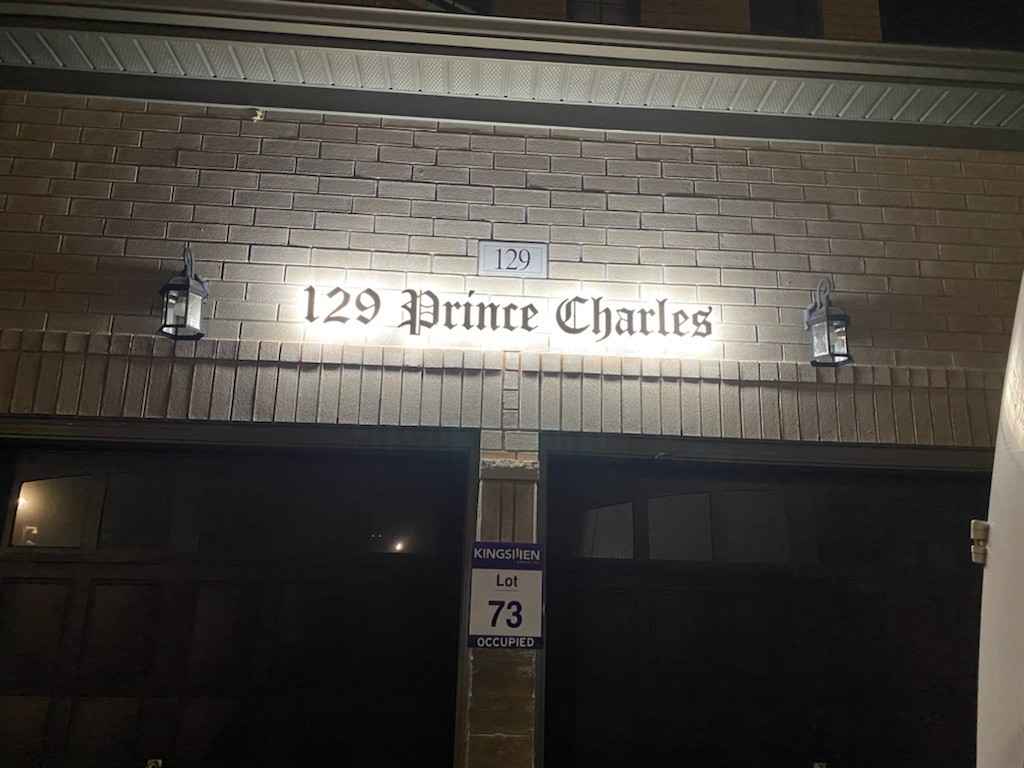 129
129 Prince Charles
KINGSMEN
Lot
73
OCCUPIED